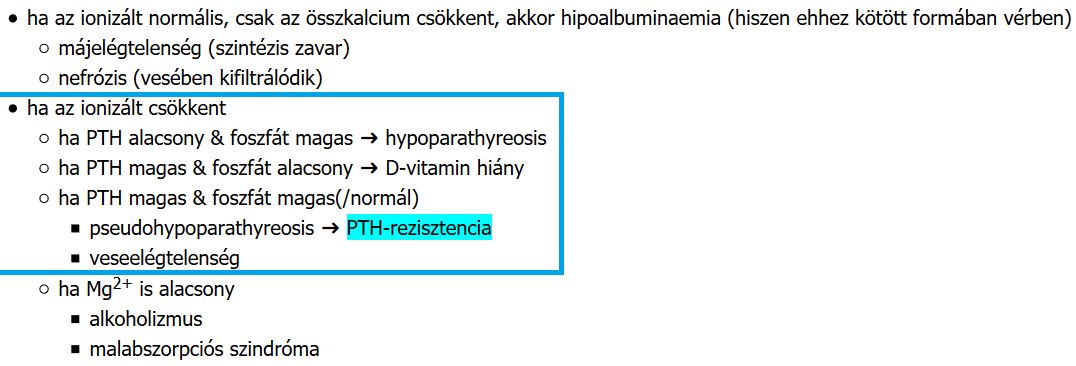 ● ha az ionizált normális, csak az összkalcium csökkent, akkor hipoalbuminaemia (hiszen ehhez kötött formában vérben)
○ májelégtelenség (szintézis zavar)
○ nefrózis (vesében kifiltrálódik)
● ha az ionizált csökkent
○ ha PTH alacsony & foszfát magas → hypoparathyreosis
○ ha PTH magas & foszfát alacsony → D-vitamin hiány
○ ha PTH magas & foszfát magas(/normál)
■ pseudohypoparathyreosis → PTH-rezisztencia
■ veseelégtelenség
○ ha Mg²⁺ is alacsony
■ alkoholizmus
■ malabszorpciós szindróma